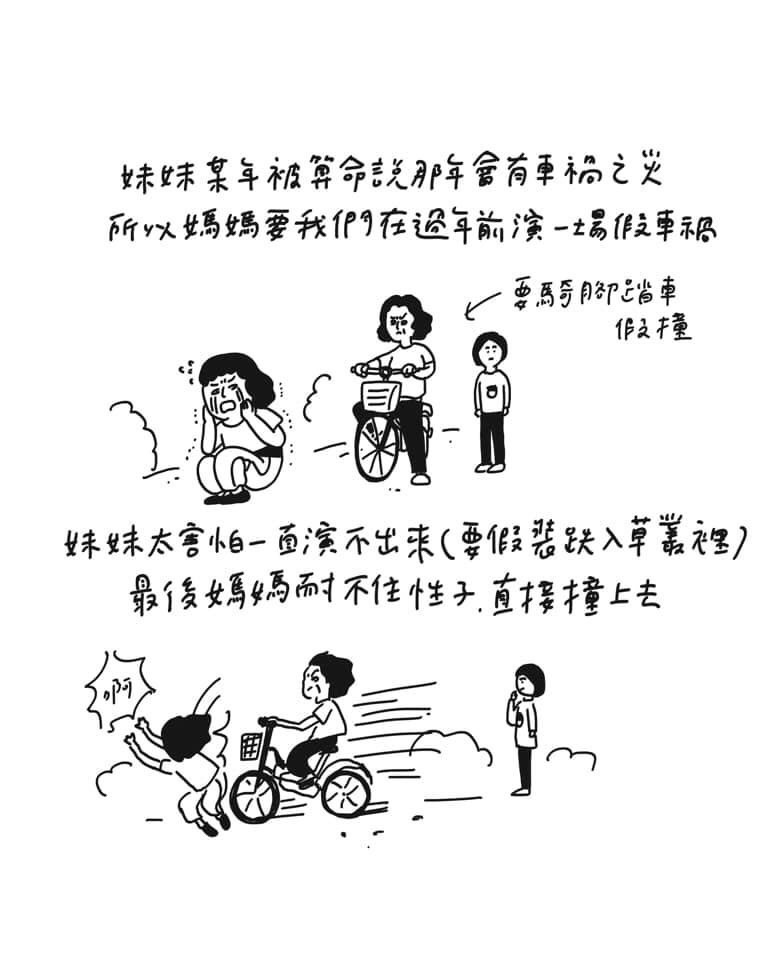 妹妹某年被算命說那年會有車禍之災
所以媽媽要我們在過年前演一場假車禍
要騎腳踏車
假撞
妹妹太害怕一直演不出來(要假裝跌入草叢裡)
最後媽媽耐不住性子,直接撞上去
啊